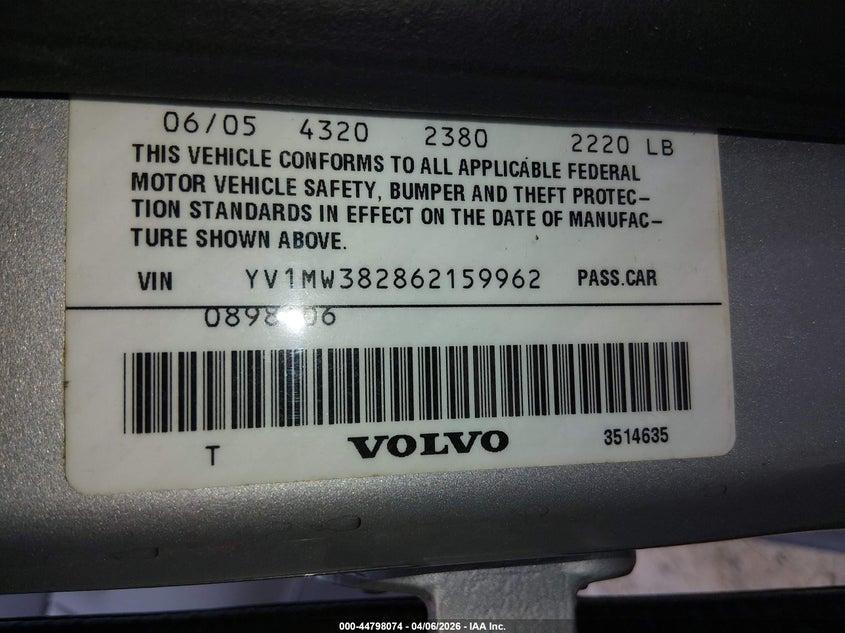 06/05 4320 2380 2220 LB
THIS VEHICLE CONFORMS TO ALL APPLICABLE FEDERAL
MOTOR VEHICLE SAFETY, BUMPER AND THEFT PROTEC-
TION STANDARDS IN EFFECT ON THE DATE OF MANUFAC-
TURE SHOWN ABOVE.
VIN YV1MW382862159962 PASS.CAR
T VOLVO 3514635
000-44798074 - 04/06/2026 - IAA Inc.